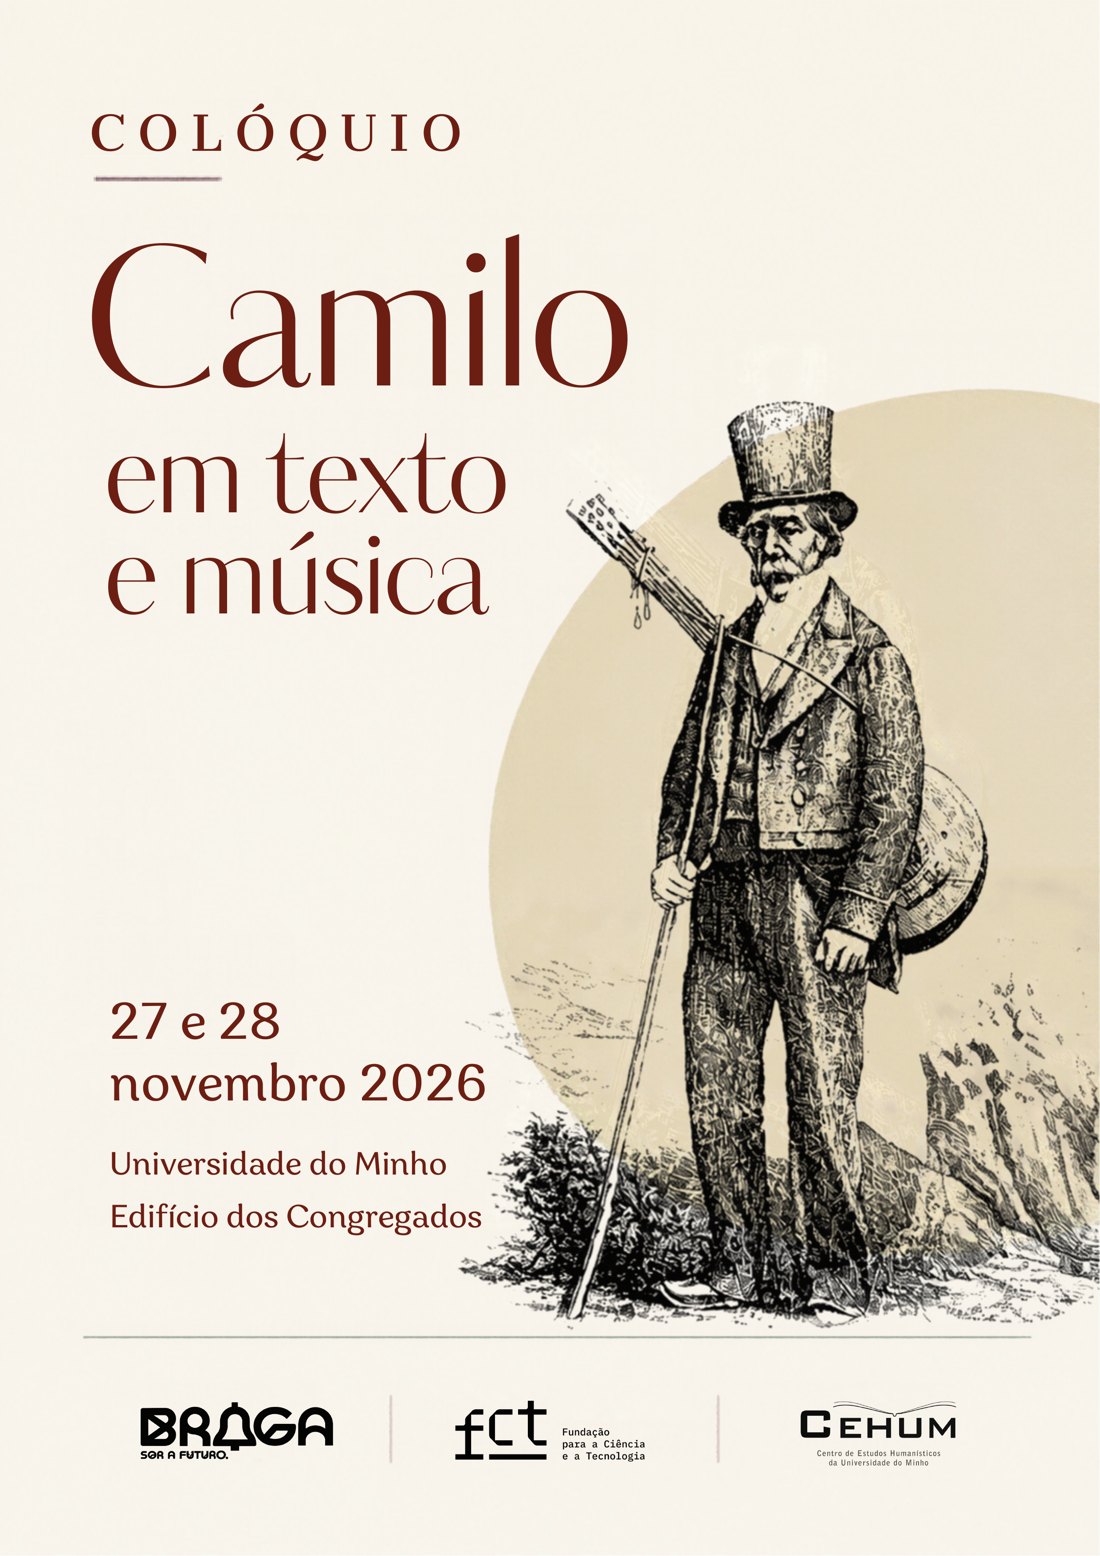 COLÓQUIO
Camilo
em texto
e música
27 e 28
novembro 2026
Universidade do Minho
Edifício dos Congregados
BRAGA
SOR A FUTURO.
fct
Fundação
para a Ciência
e a Tecnologia
CEHUM
Centro de Estudos Humanísticos
da Universidade do Minho